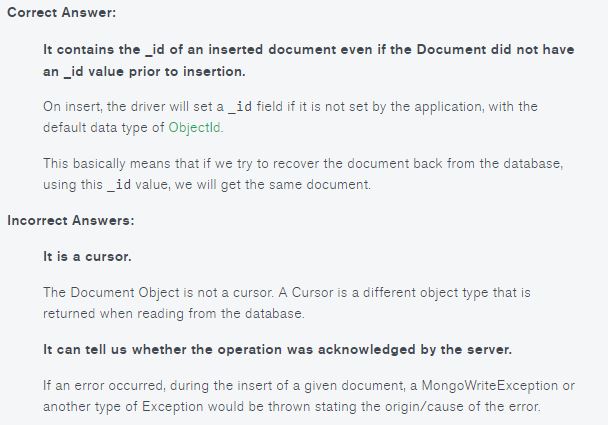 Correct Answer:
It contains the _id of an inserted document even if the Document did not have
an _id value prior to insertion.
On insert, the driver will set a _id field if it is not set by the application, with the
default data type of ObjectId.
This basically means that if we try to recover the document back from the database,
using this _id value, we will get the same document.
Incorrect Answers:
It is a cursor.
The Document Object is not a cursor. A Cursor is a different object type that is
returned when reading from the database.
It can tell us whether the operation was acknowledged by the server.
If an error occurred, during the insert of a given document, a MongoWriteException or
another type of Exception would be thrown stating the origin/cause of the error.